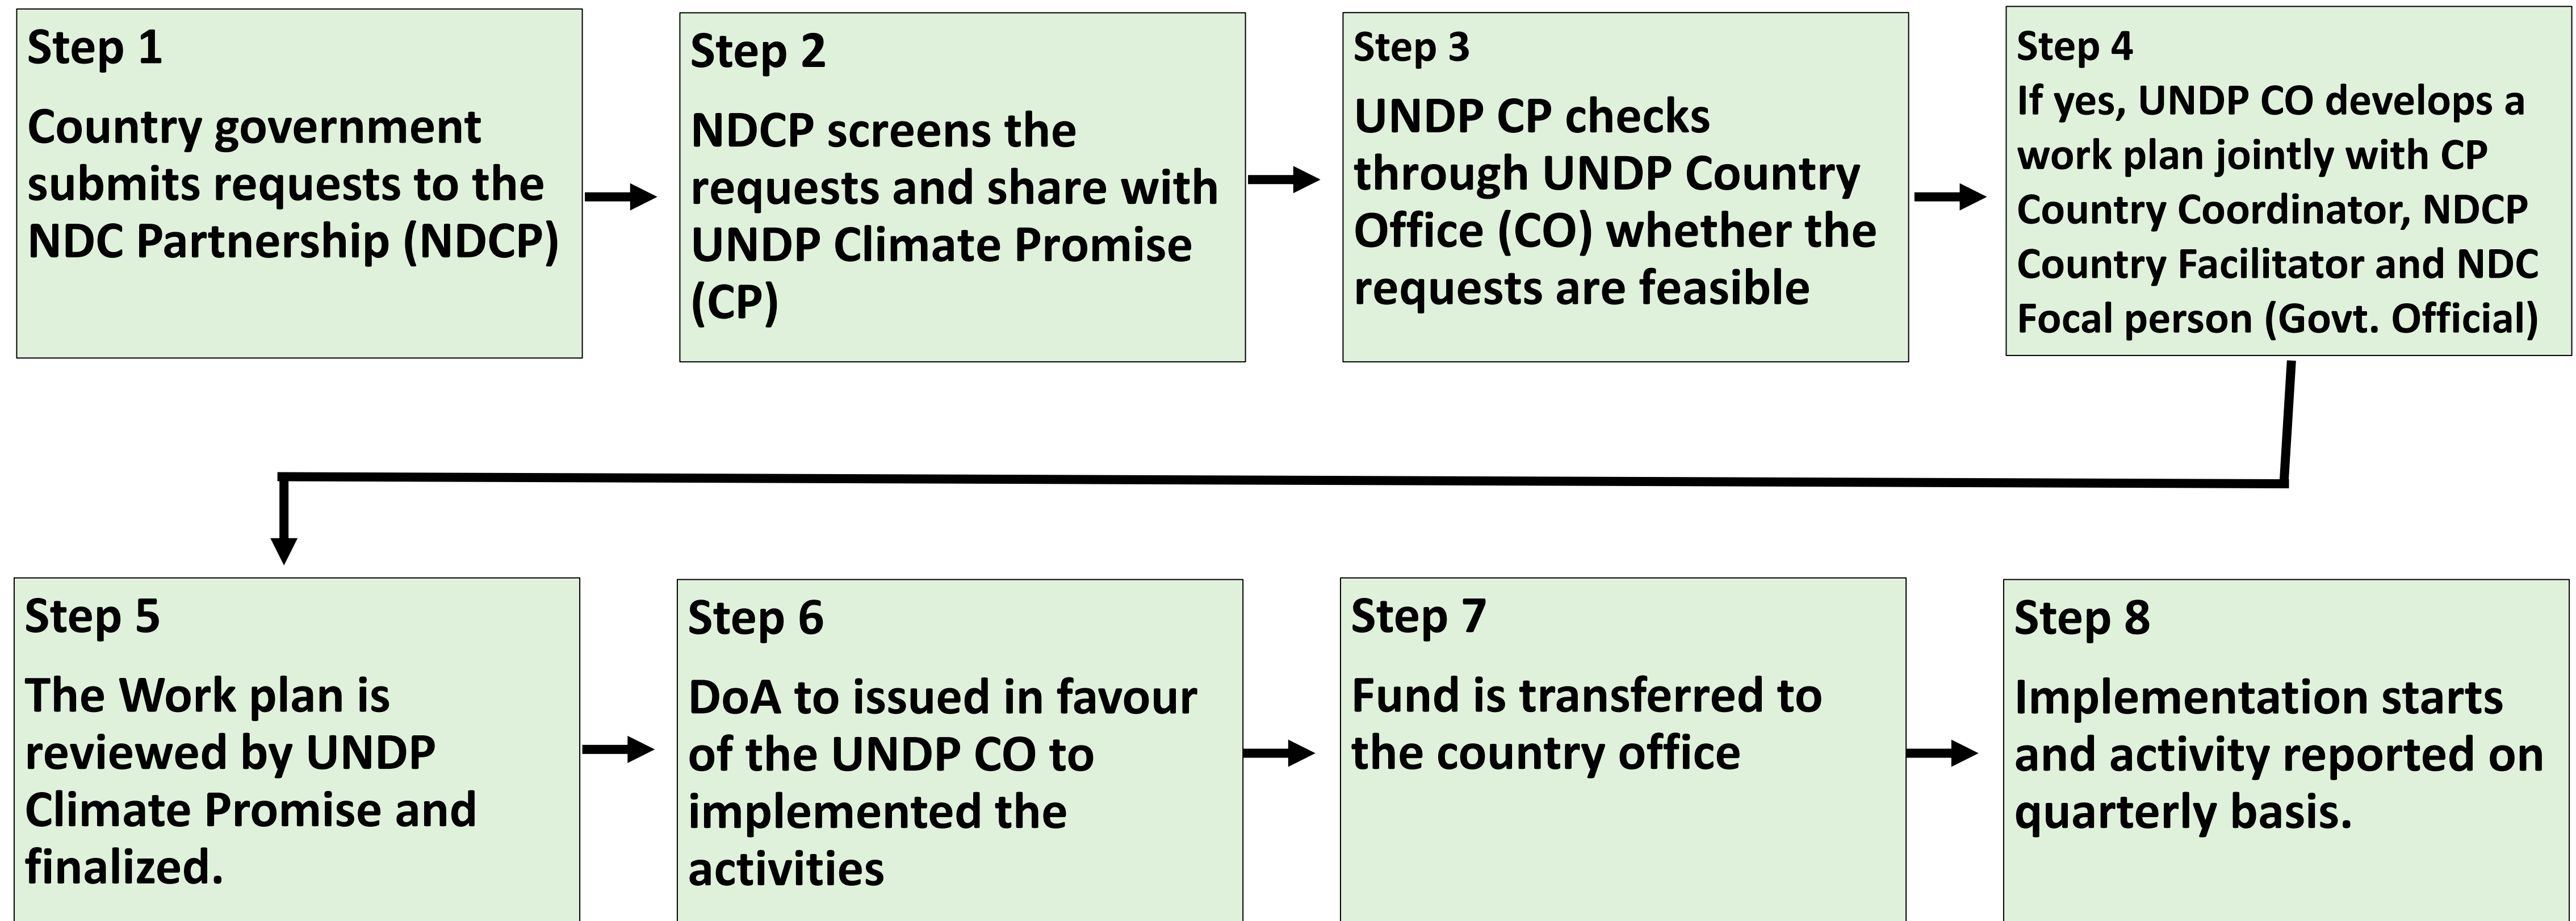 Step 1
Country government
submits requests to the
NDC Partnership (NDCP)
Step 2
NDCP screens the
requests and share with
UNDP Climate Promise
(CP)
Step 3
UNDP CP checks
through UNDP Country
Office (CO) whether the
requests are feasible
Step 4
If yes, UNDP CO develops a
work plan jointly with CP
Country Coordinator, NDCP
Country Facilitator and NDC
Focal person (Govt. Official)
Step 5
The Work plan is
reviewed by UNDP
Climate Promise and
finalized.
Step 6
DoA to issued in favour
of the UNDP CO to
implemented the
activities
Step 7
Fund is transferred to
the country office
Step 8
Implementation starts
and activity reported on
quarterly basis.